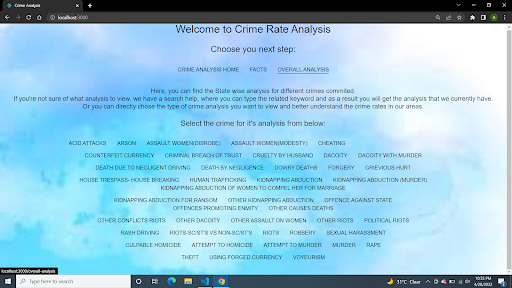 Crime Analysis
localhost:3000
Welcome to Crime Rate Analysis
Choose you next step:
CRIME ANALYSIS HOME FACTS OVERALL ANALYSIS
Here, you can find the State wise analysis for different crimes commited.
If you're not sure of what analysis to view, we have a search help, where you can type the related keyword and as a result you will get the analysis that we currently have.
Or you can directly choose the type of crime analysis you want to view and better understand the crime rates in our areas.
Select the crime for it's analysis from below:
ACID ATTACKS ARSON ASSAULT WOMEN(DISROBE) ASSAULT WOMEN(MODESTY) CHEATING
COUNTERFEIT CURRENCY CRIMINAL BREACH OF TRUST CRUELTY BY HUSBAND DACOITY DACOITY WITH MURDER
DEATH DUE TO NEGLIGENT DRIVING DEATH BY NEGLIGENCE DOWRY DEATHS FORGERY GRIEVIOUS HURT
HOUSE TRESPASS- HOUSE BREAKING HUMAN TRAFFICKING KIDNAPPING ABDUCTION KIDNAPPING ABDUCTION (MURDER)
KIDNAPPING ABDUCTION OF WOMEN TO COMPEL HER FOR MARRIAGE
KIDNAPPING ABDUCTION FOR RANSOM OTHER KIDNAPPING ABDUCTION OFFENCE AGAINST STATE
OFFENCES PROMOTING ENMITY OTHER CAUSES DEATHS
OTHER CONFLICTS RIOTS OTHER DACOITY OTHER ASSAULT ON WOMEN OTHER RIOTS POLITICAL RIOTS
RASH DRIVING RIOTS-SC/ST'S VS NON-SC/ST'S RIOTS ROBBERY SEXUAL HARASSMENT
CULPABLE HOMICIDE ATTEMPT TO HOMICIDE ATTEMPT TO MURDER MURDER RAPE
THEFT USING FORGED CURRENCY VOYEURISM
localhost:3000/overall-analysis
Type here to search
31°C Clear
10:35 PM
4/20/2022